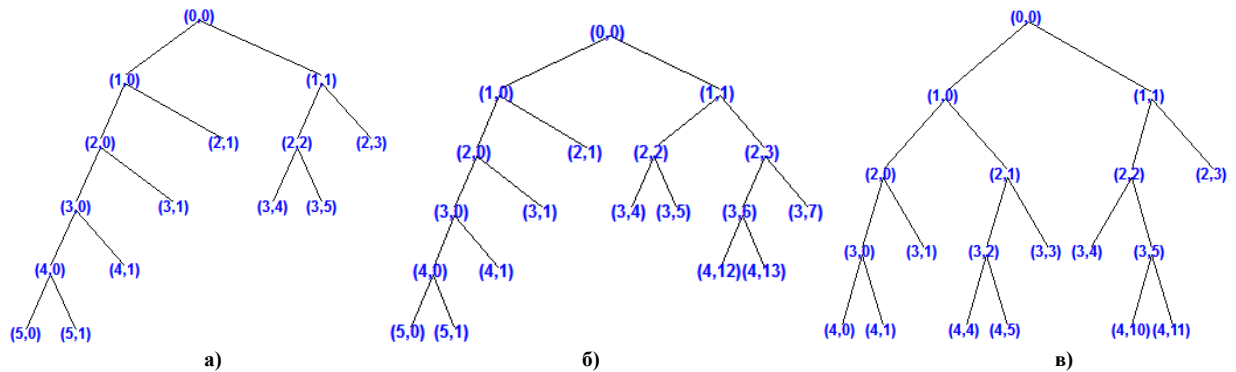 (0,0)
(1,0) (1,1)
(2,0) (2,1) (2,2) (2,3)
(3,0) (3,1) (3,4) (3,5)
(4,0) (4,1)
(5,0) (5,1)
а)
(0,0)
(1,0) (1,1)
(2,0) (2,1) (2,2) (2,3)
(3,0) (3,1) (3,4) (3,5) (3,6) (3,7)
(4,0) (4,1) (4,12) (4,13)
(5,0) (5,1)
б)
(0,0)
(1,0) (1,1)
(2,0) (2,1) (2,2) (2,3)
(3,0) (3,1) (3,2) (3,3) (3,4) (3,5)
(4,0) (4,1) (4,4) (4,5) (4,10) (4,11)
в)